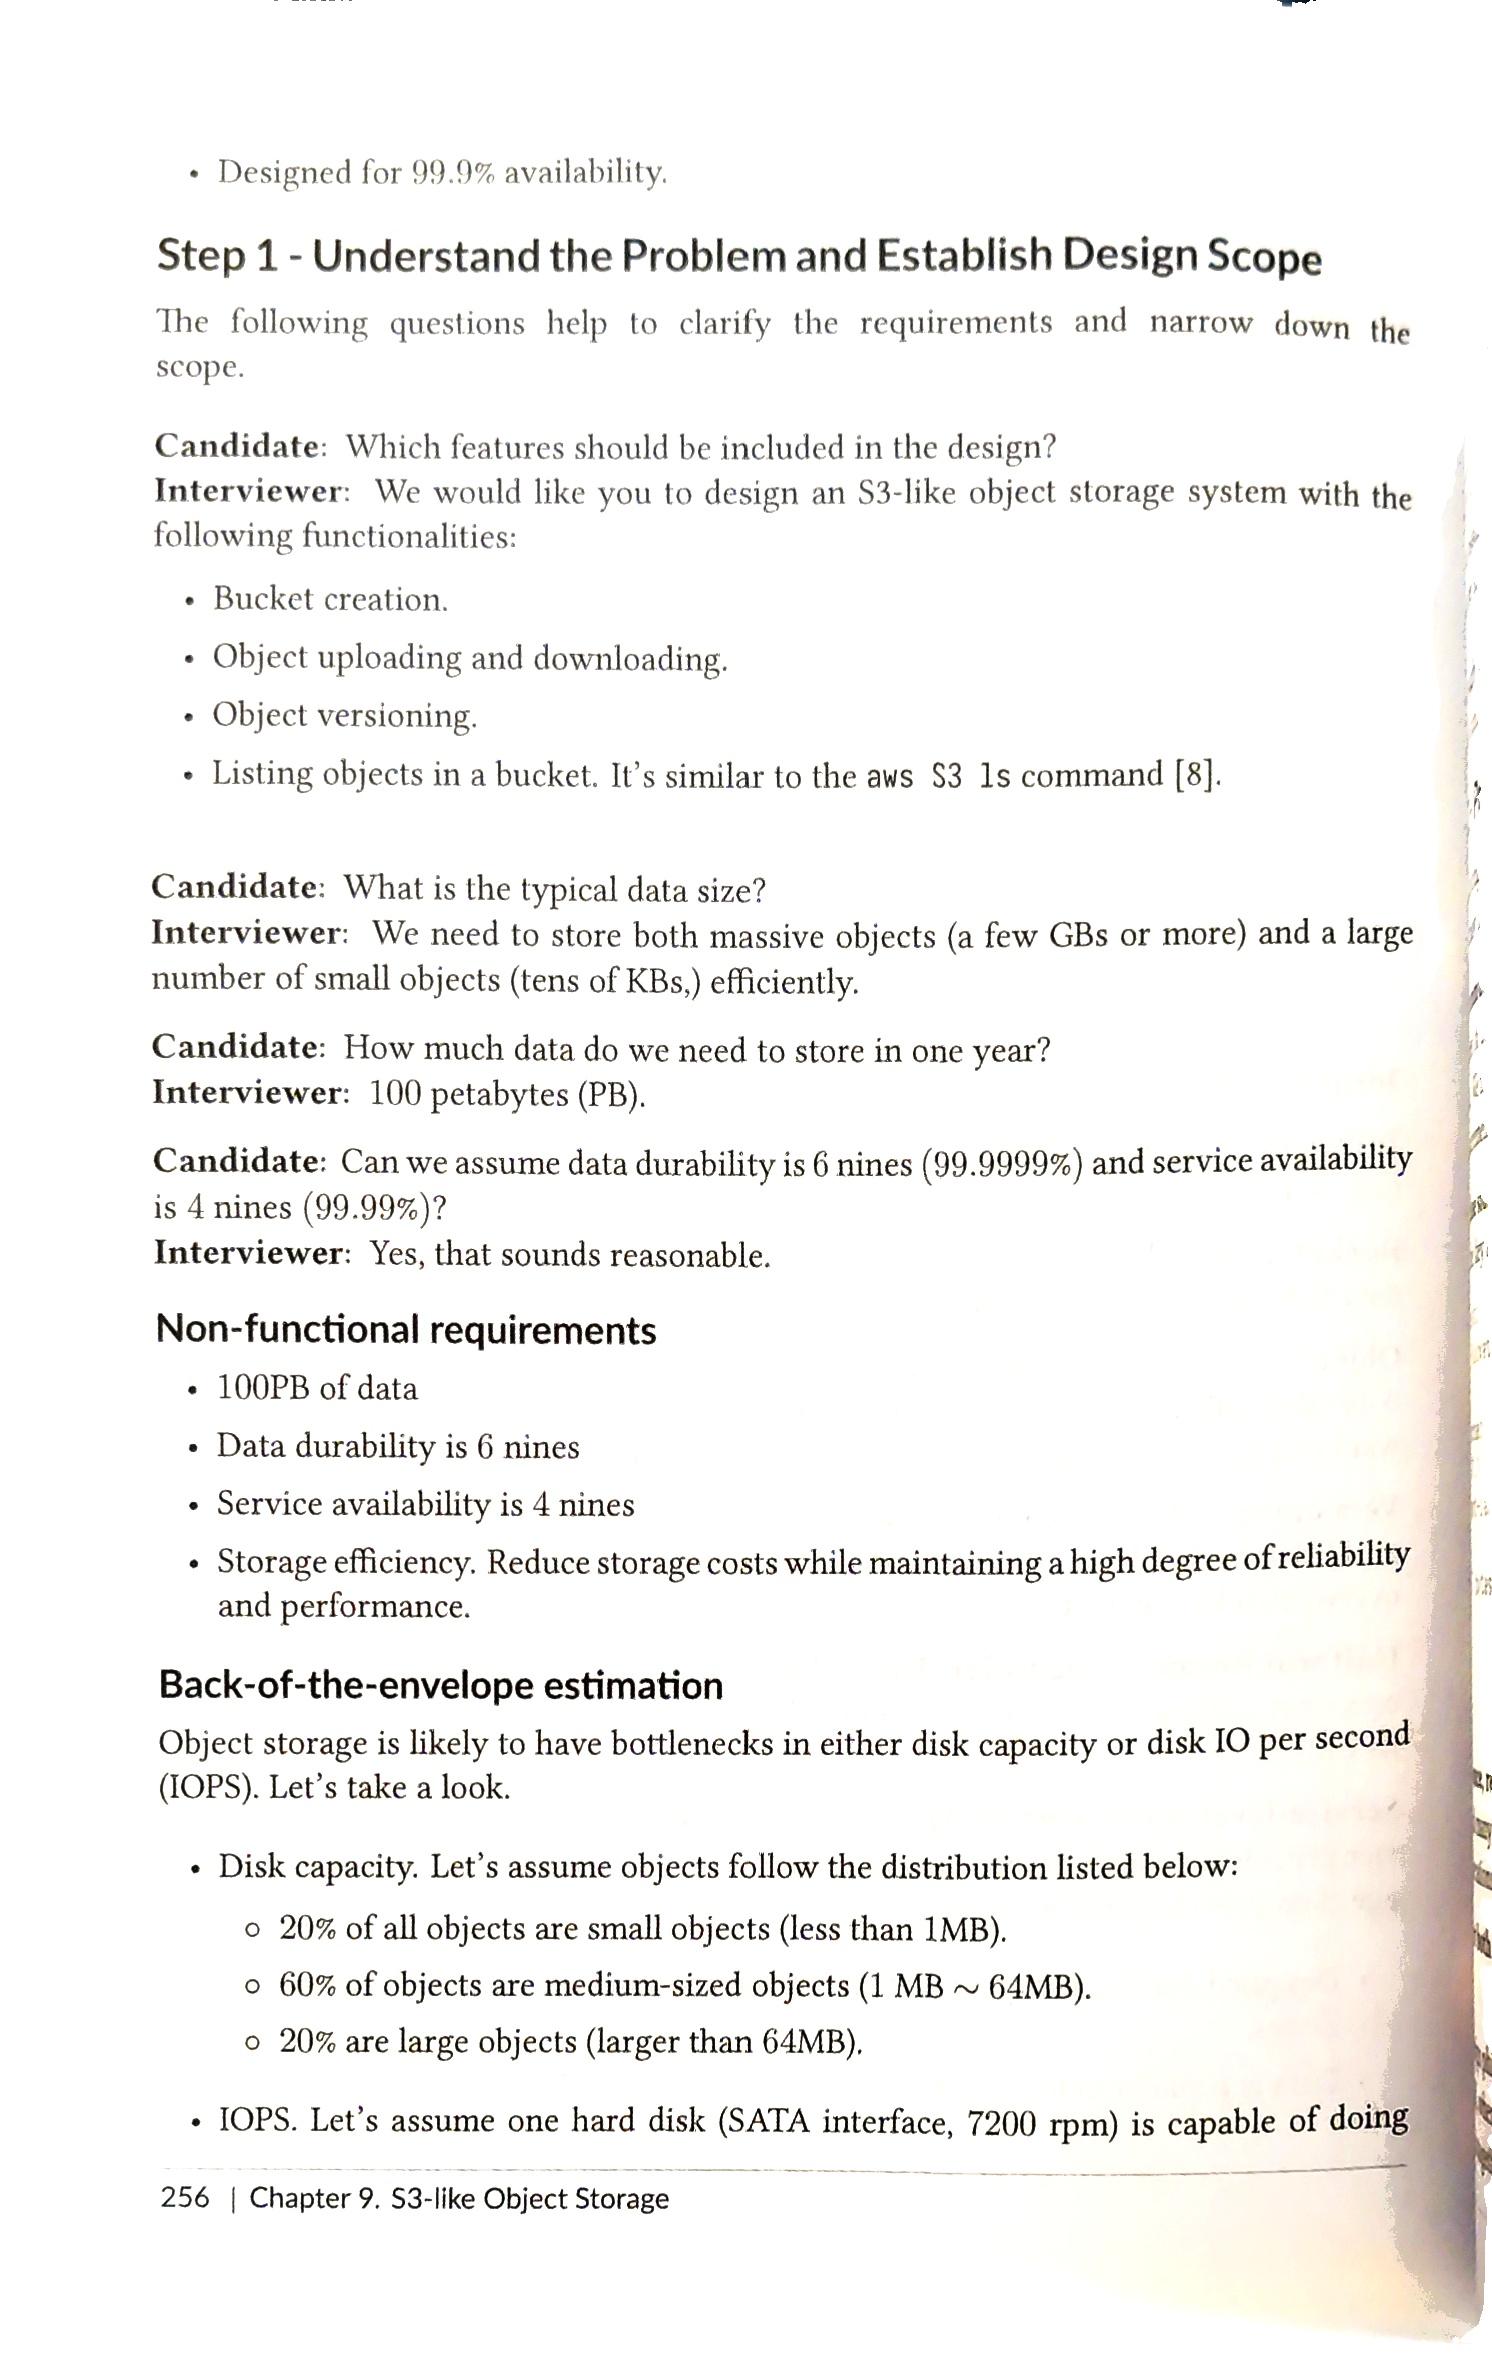 • Designed for 99.9% availability.
Step 1 - Understand the Problem and Establish Design Scope
The following questions help to clarify the requirements and narrow down the
scope.
Candidate: Which features should be included in the design?
Interviewer: We would like you to design an S3-like object storage system with the
following functionalities:
• Bucket creation.
• Object uploading and downloading.
• Object versioning.
• Listing objects in a bucket. It's similar to the aws S3 ls command [8].
Candidate: What is the typical data size?
Interviewer: We need to store both massive objects (a few GBs or more) and a large
number of small objects (tens of KBs,) efficiently.
Candidate: How much data do we need to store in one year?
Interviewer: 100 petabytes (PB).
Candidate: Can we assume data durability is 6 nines (99.9999%) and service availability
is 4 nines (99.99%)?
Interviewer: Yes, that sounds reasonable.
Non-functional requirements
• 100PB of data
• Data durability is 6 nines
• Service availability is 4 nines
• Storage efficiency. Reduce storage costs while maintaining a high degree of reliability
and performance.
Back-of-the-envelope estimation
Object storage is likely to have bottlenecks in either disk capacity or disk IO per second
(IOPS). Let's take a look.
• Disk capacity. Let's assume objects follow the distribution listed below:
○ 20% of all objects are small objects (less than 1MB).
○ 60% of objects are medium-sized objects (1 MB ~ 64MB).
○ 20% are large objects (larger than 64MB).
• IOPS. Let's assume one hard disk (SATA interface, 7200 rpm) is capable of doing
256 | Chapter 9. S3-like Object Storage